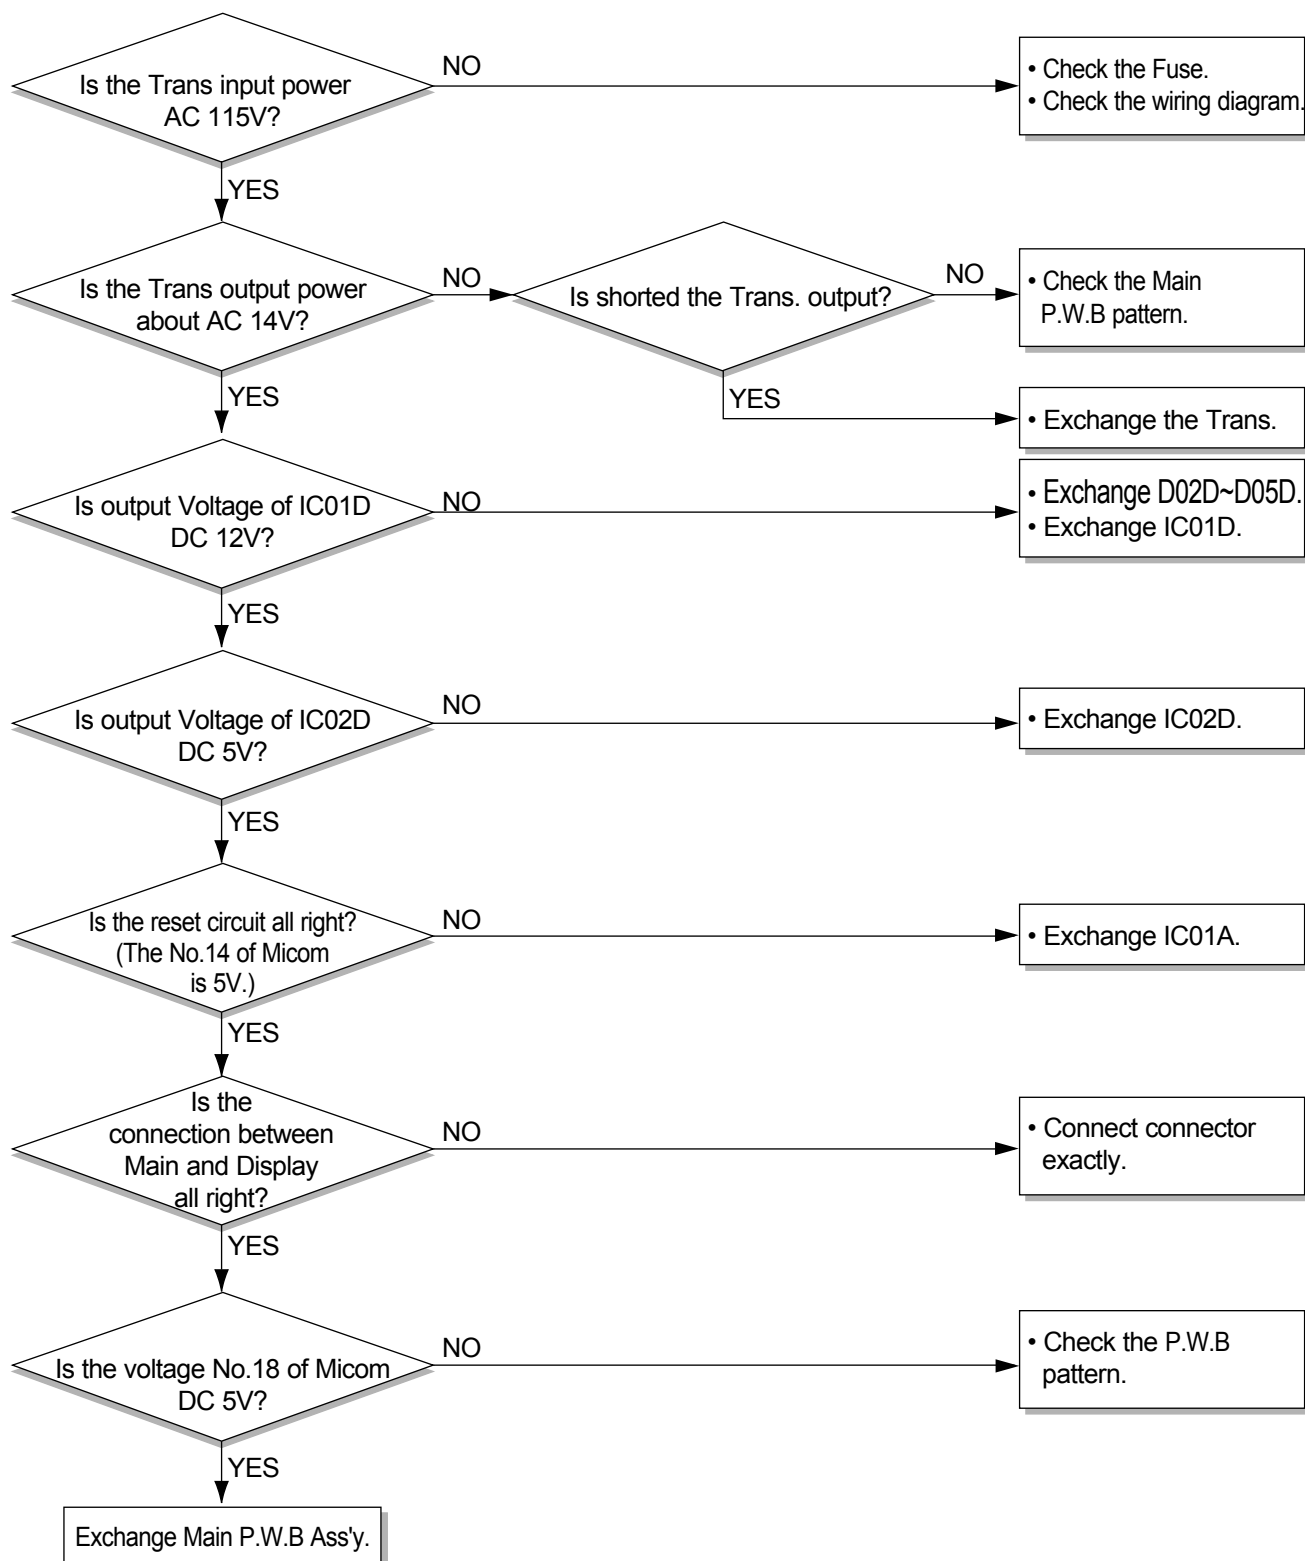 Is the Trans input power
AC 115V?
NO
• Check the Fuse.
• Check the wiring diagram.
YES
Is the Trans output power
about AC 14V?
NO
Is shorted the Trans. output?
NO
• Check the Main
P.W.B pattern.
YES
• Exchange the Trans.
YES
Is output Voltage of IC01D
DC 12V?
NO
• Exchange D02D~D05D.
• Exchange IC01D.
YES
Is output Voltage of IC02D
DC 5V?
NO
• Exchange IC02D.
YES
Is the reset circuit all right?
(The No.14 of Micom
is 5V.)
NO
• Exchange IC01A.
YES
Is the
connection between
Main and Display
all right?
NO
• Connect connector
exactly.
YES
Is the voltage No.18 of Micom
DC 5V?
NO
• Check the P.W.B
pattern.
YES
Exchange Main P.W.B Ass'y.